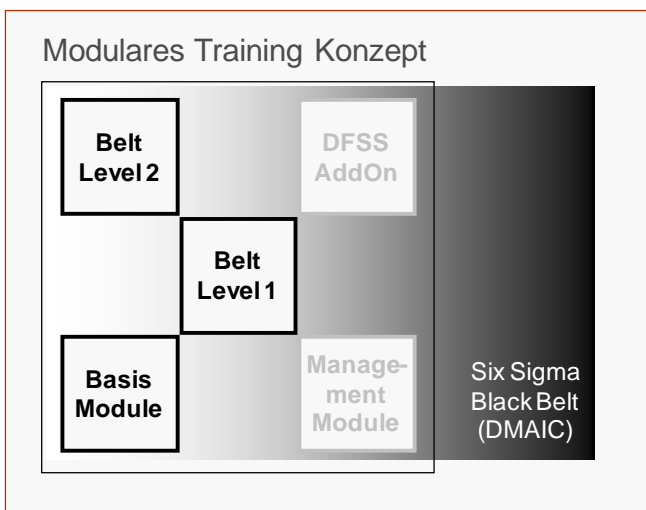 Modulares Training Konzept
Belt
Level 2
DFSS
AddOn
Belt
Level 1
Basis
Module
Manage-
ment
Module
Six Sigma
Black Belt
(DMAIC)